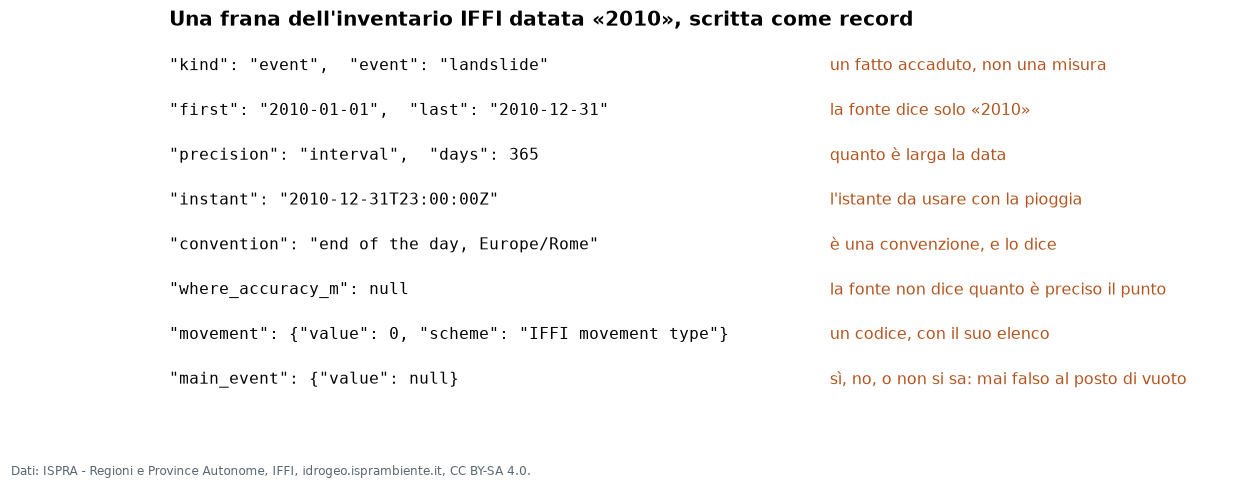 Una frana dell'inventario IFFI datata «2010», scritta come record
"kind": "event",  "event": "landslide" un fatto accaduto, non una misura
"first": "2010-01-01",  "last": "2010-12-31" la fonte dice solo «2010»
"precision": "interval",  "days": 365 quanto è larga la data
"instant": "2010-12-31T23:00:00Z" l'istante da usare con la pioggia
"convention": "end of the day, Europe/Rome" è una convenzione, e lo dice
"where_accuracy_m": null la fonte non dice quanto è preciso il punto
"movement": {"value": 0, "scheme": "IFFI movement type"} un codice, con il suo elenco
"main_event": {"value": null} sì, no, o non si sa: mai falso al posto di vuoto
Dati: ISPRA - Regioni e Province Autonome, IFFI, idrogeo.isprambiente.it, CC BY-SA 4.0.